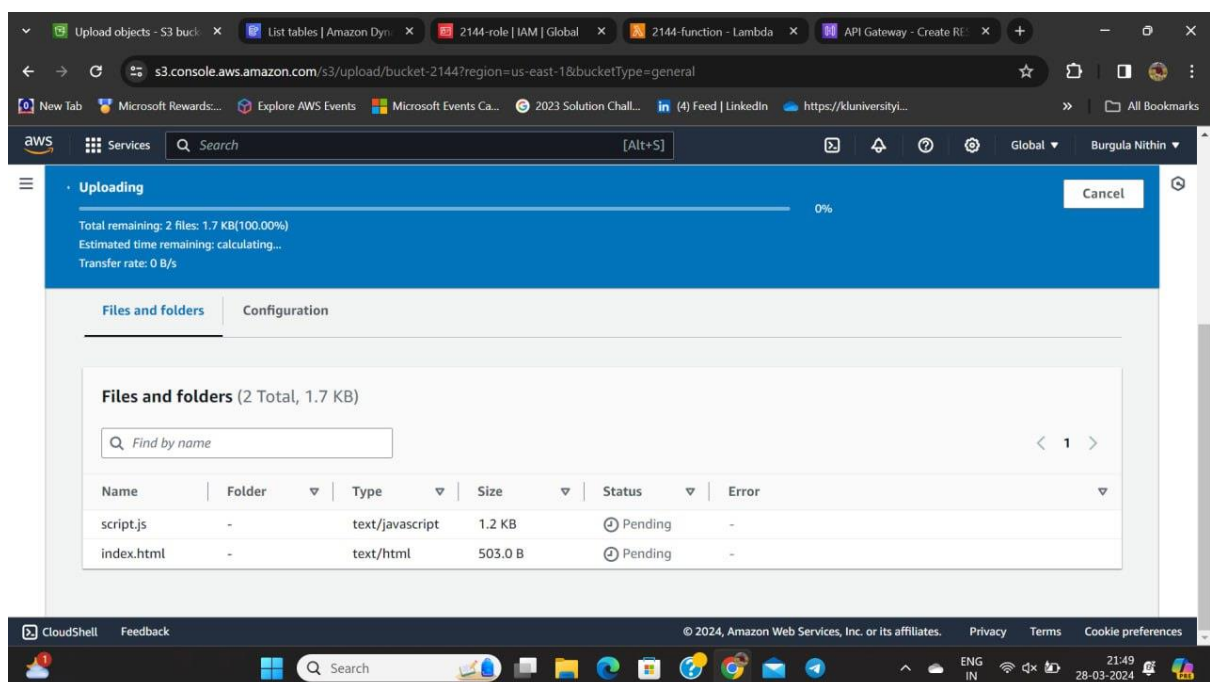 Upload objects - S3 buck
List tables | Amazon Dyn
2144-role | IAM | Global
2144-function - Lambda
API Gateway - Create RE
s3.console.aws.amazon.com/s3/upload/bucket-2144?region=us-east-1&bucketType=general
New Tab Microsoft Rewards:... Explore AWS Events Microsoft Events Ca... 2023 Solution Chall... (4) Feed | LinkedIn https://kluniversityi... » All Bookmarks
aws Services Search [Alt+S] Global Burgula Nithin
Uploading
0%
Cancel
Total remaining: 2 files: 1.7 KB(100.00%)
Estimated time remaining: calculating...
Transfer rate: 0 B/s
Files and folders Configuration
Files and folders (2 Total, 1.7 KB)
Find by name
1
Name Folder Type Size Status Error
script.js - text/javascript 1.2 KB Pending -
index.html - text/html 503.0 B Pending -
CloudShell Feedback © 2024, Amazon Web Services, Inc. or its affiliates. Privacy Terms Cookie preferences
1
Search
ENG
IN
21:49
28-03-2024
PRE